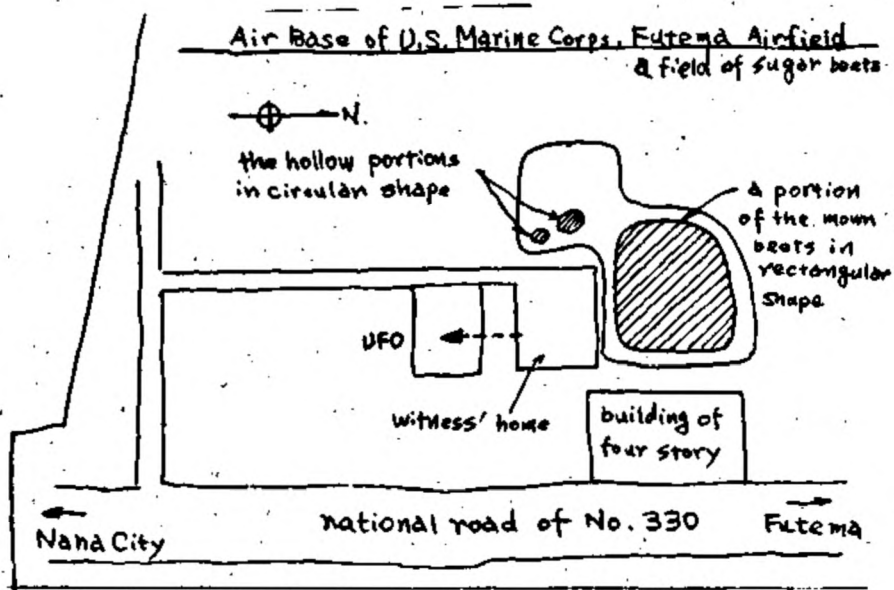 Air Base of U.S. Marine Corps, Futema Airfield
a field of sugar beets
N.
the hollow portions
in circular shape
a portion
of the mown
beets in
rectangular
shape
UFO
witness' home
building of
four story
national road of No. 330
Naha City
Futema